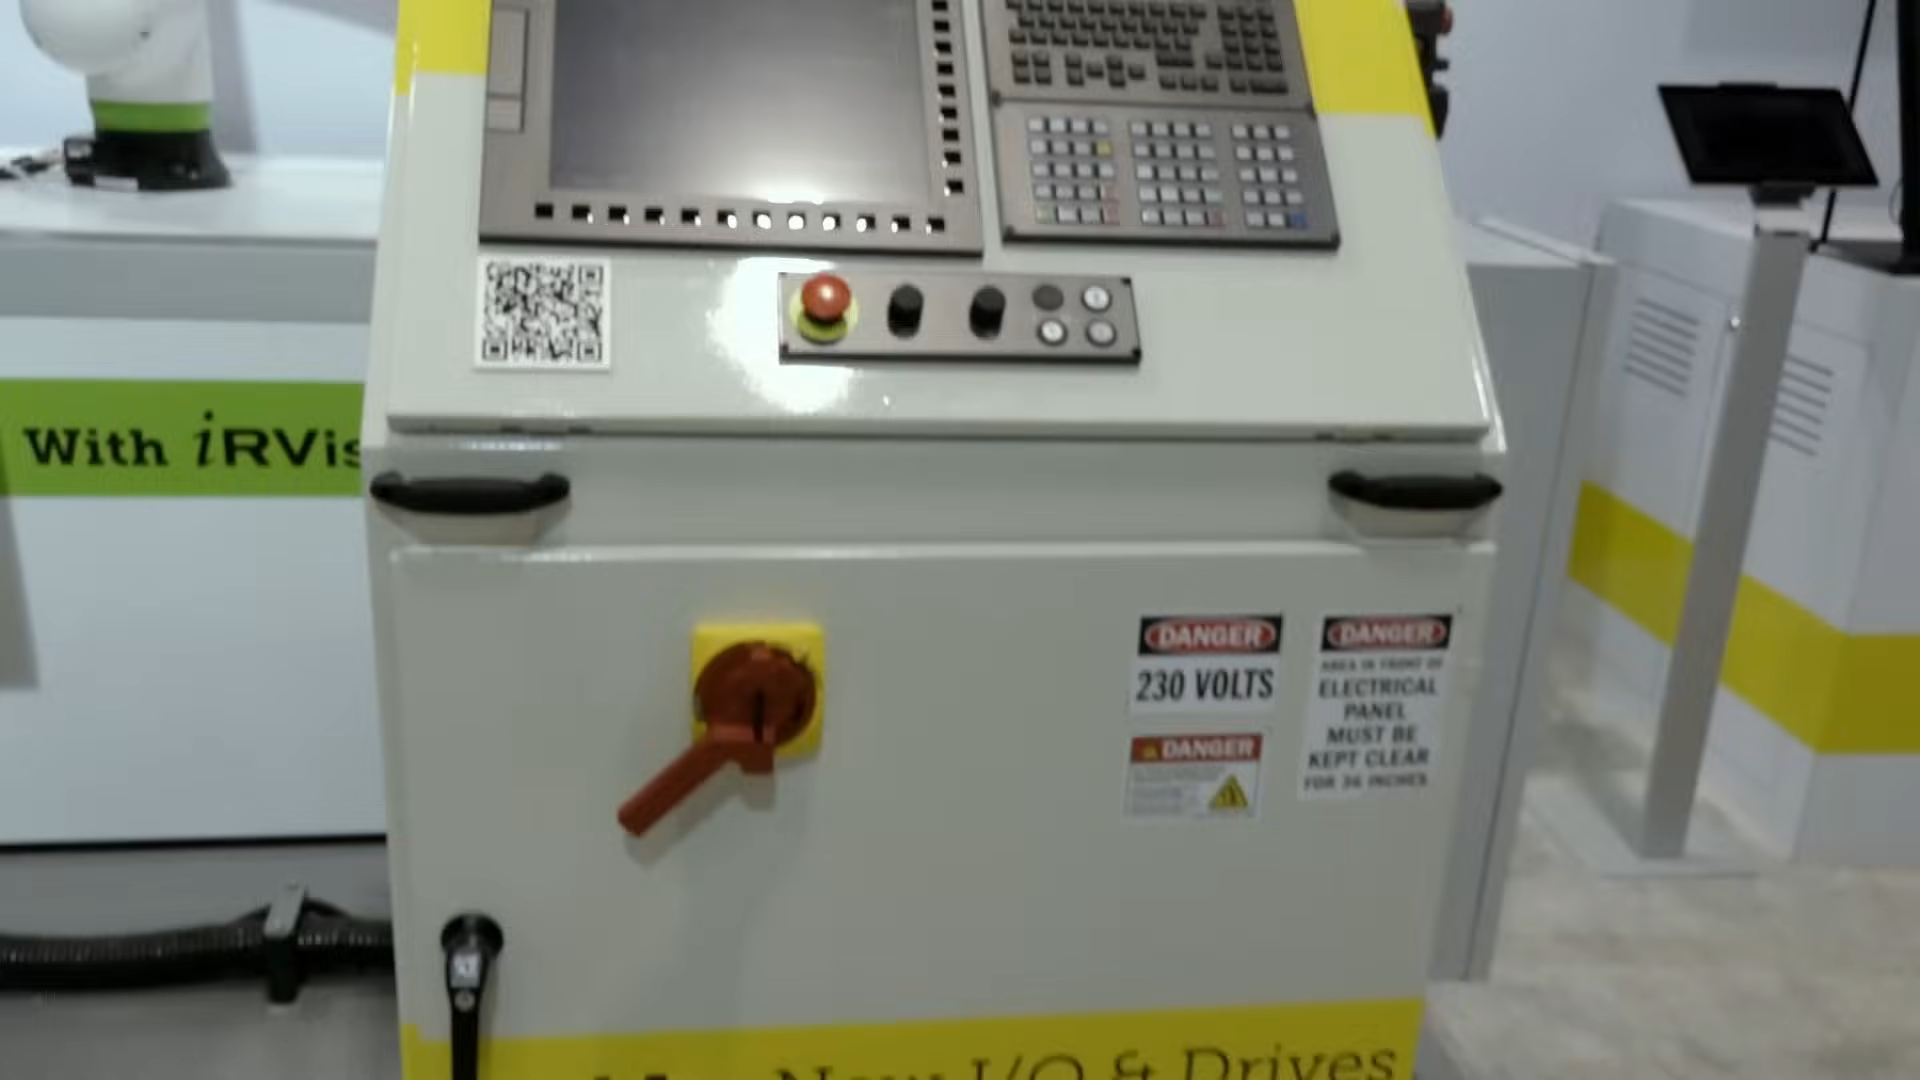 With iRVis
DANGER
230 VOLTS
DANGER
DANGER
AREA IN FRONT OF
ELECTRICAL
PANEL
MUST BE
KEPT CLEAR
FOR 36 INCHES
New I/O & Drives